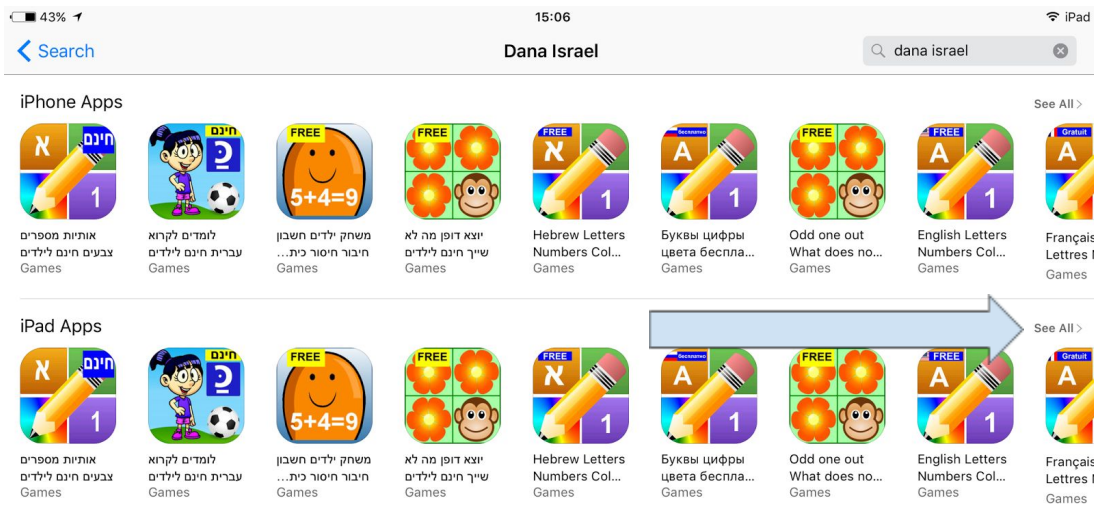 43% 15:06 iPad
Search Dana Israel dana israel
iPhone Apps See All
א חינם 1
חינם כ
FREE 5+4=9
FREE
FREE א 1
Бесплатно А 1
FREE
FREE A 1
Gratuit A
אותיות מספרים
צבעים חינם לילדים
Games
לומדים לקרוא
עברית חינם לילדים
Games
משחק ילדים חשבון
חיבור חיסור כית...
Games
יוצא דופן מה לא
שייך חינם לילדים
Games
Hebrew Letters
Numbers Col...
Games
Буквы цифры
цвета беспла...
Games
Odd one out
What does no...
Games
English Letters
Numbers Col...
Games
Français
Lettres
Games
iPad Apps See All
א חינם 1
חינם כ
FREE 5+4=9
FREE
FREE א 1
Бесплатно А 1
FREE
FREE A 1
Gratuit A
אותיות מספרים
צבעים חינם לילדים
Games
לומדים לקרוא
עברית חינם לילדים
Games
משחק ילדים חשבון
חיבור חיסור כית...
Games
יוצא דופן מה לא
שייך חינם לילדים
Games
Hebrew Letters
Numbers Col...
Games
Буквы цифры
цвета беспла...
Games
Odd one out
What does no...
Games
English Letters
Numbers Col...
Games
Français
Lettres
Games